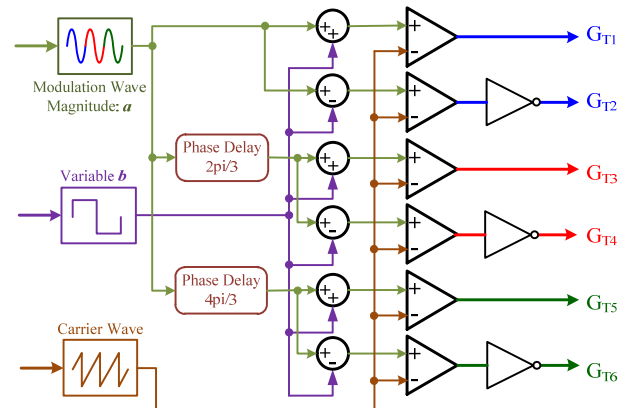 Modulation Wave
Magnitude: a
Phase Delay
2pi/3
Variable b
Phase Delay
4pi/3
Carrier Wave
+ +
+ -
+ +
+ -
+ +
+ -
+
-
+
-
+
-
+
-
+
-
+
-
GT1
GT2
GT3
GT4
GT5
GT6